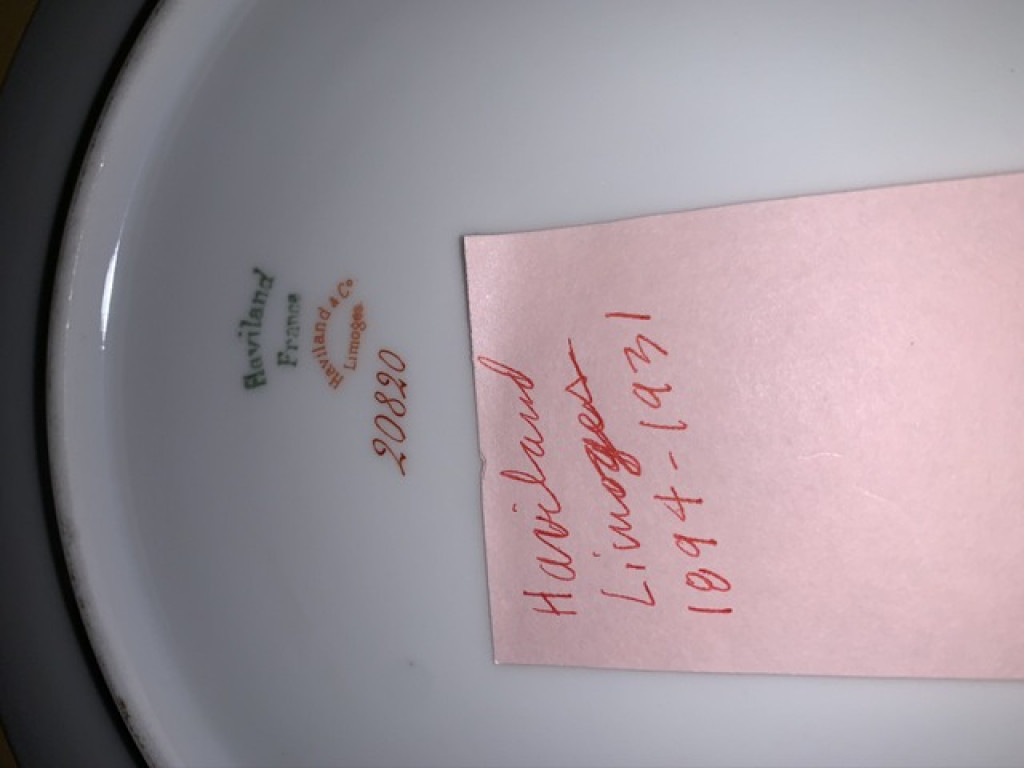 Haviland
France
Haviland & Co.
Limoges
20820
Haviland
Limoges
1894-1931